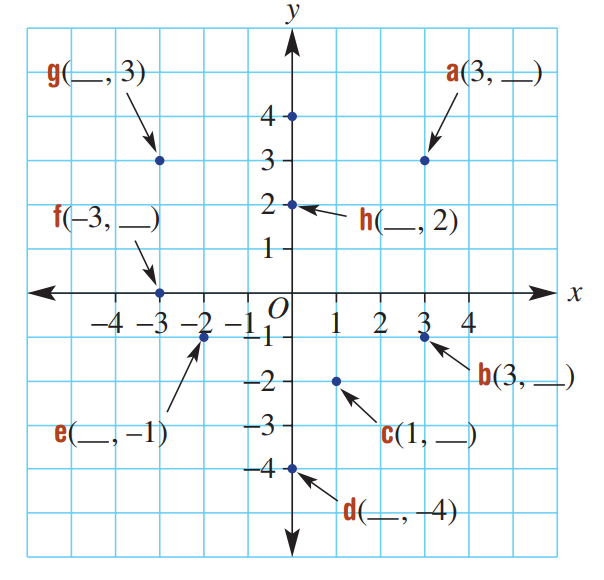 y
g(__, 3)
a(3, __)
4
3
f(–3, __)
2
h(__, 2)
1
O
x
–4 –3 –2 –1
1 2 3 4
–1
b(3, __)
–2
e(__, –1)
–3
c(1, __)
–4
d(__, –4)